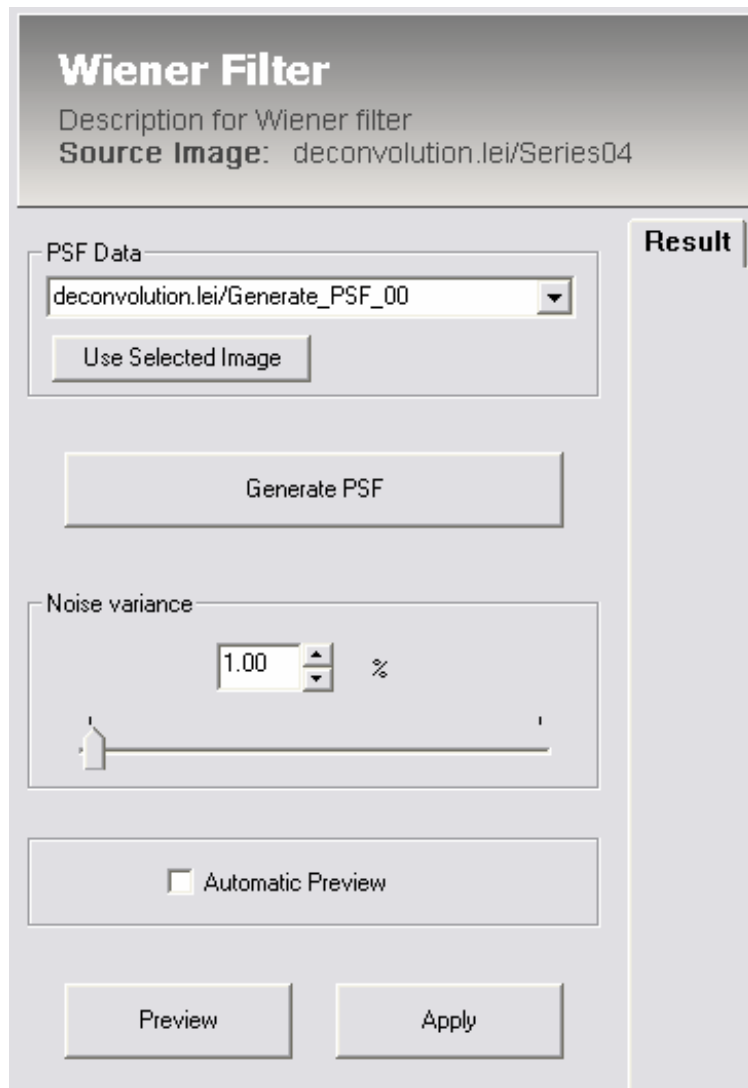 Wiener Filter
Description for Wiener filter
Source Image: deconvolution.lei/Series04
PSF Data
deconvolution.lei/Generate_PSF_00
Use Selected Image
Generate PSF
Noise variance
1.00 %
Automatic Preview
Preview Apply
Result